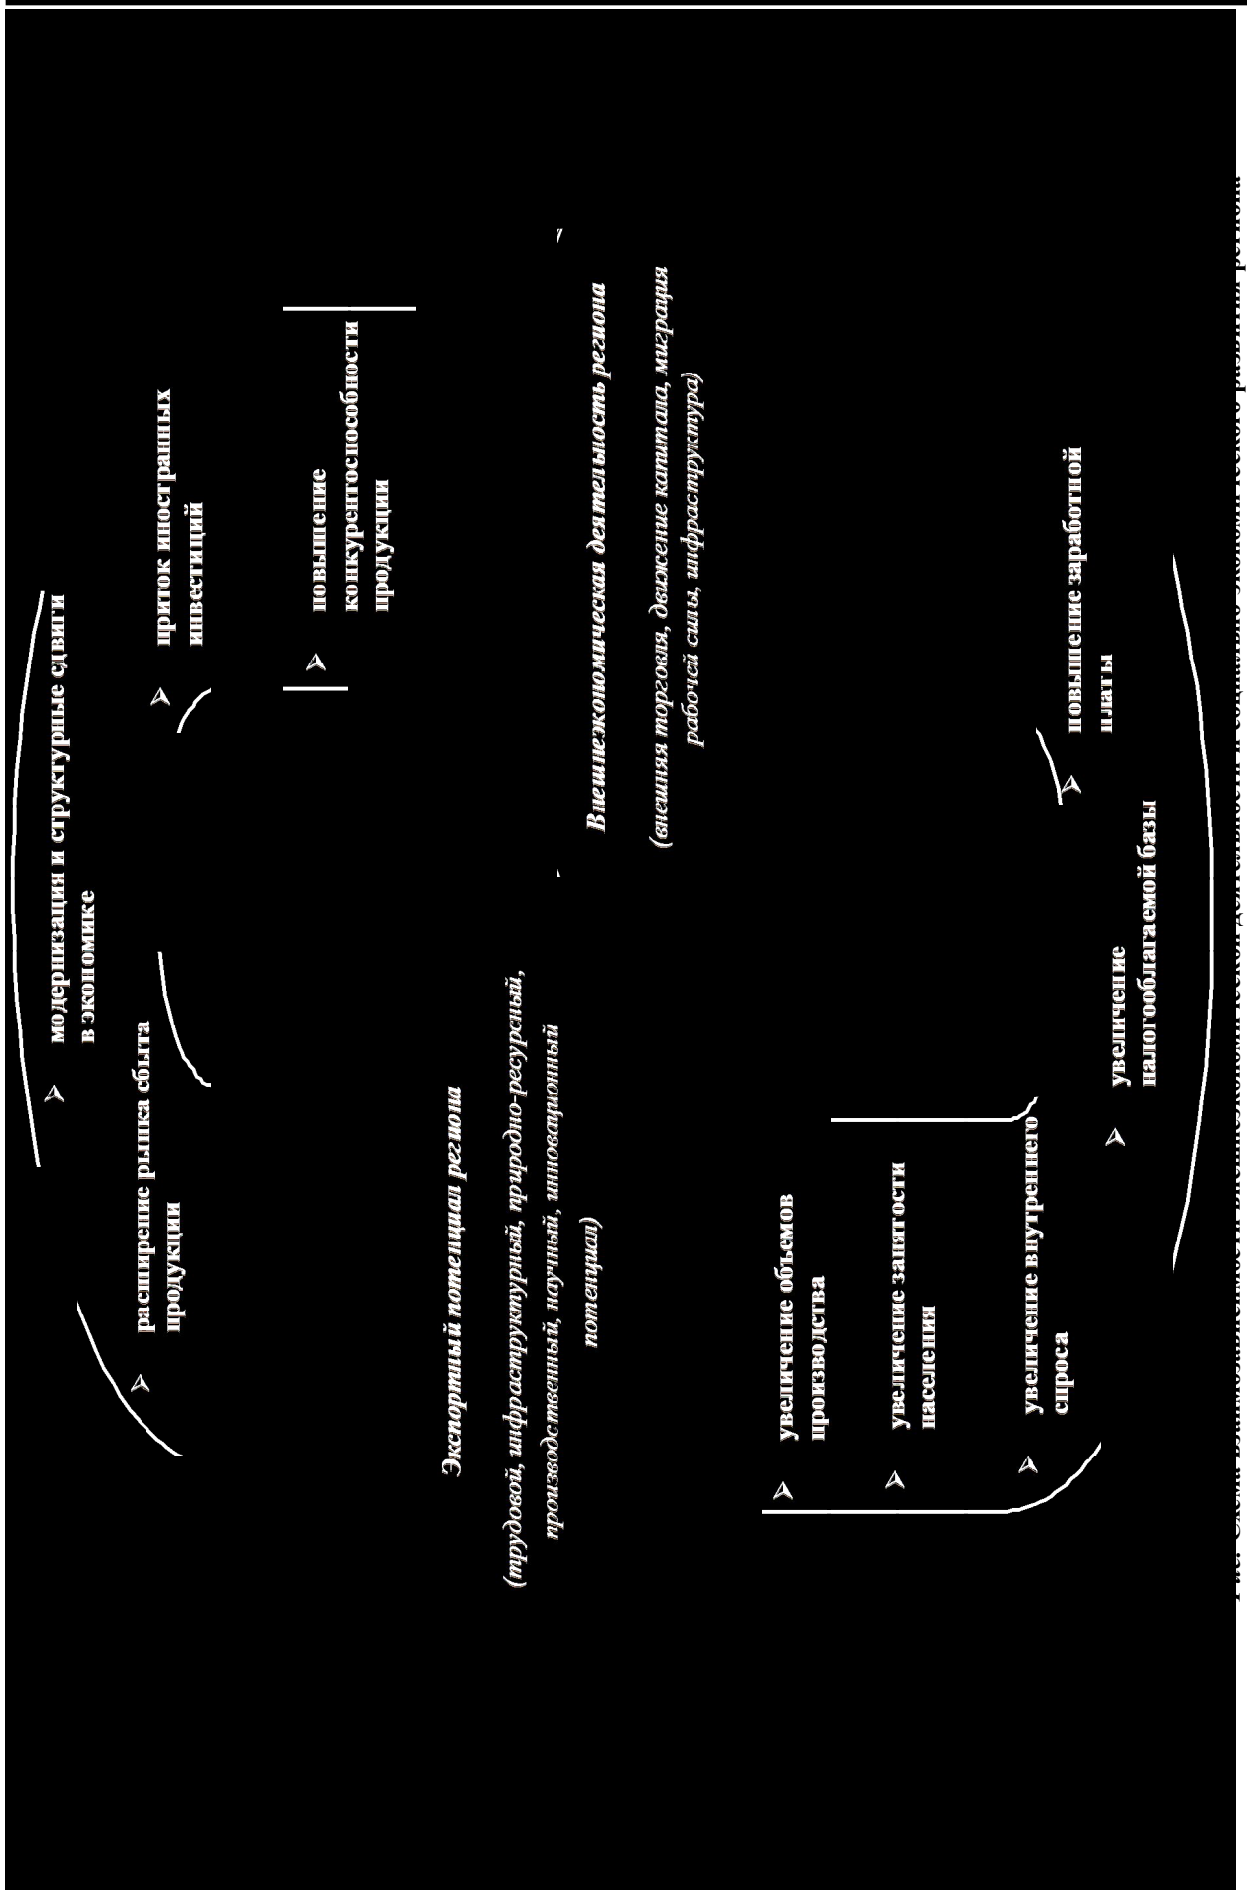 ➢ модернизация и структурные сдвиги
в экономике
➢ расширение рынка сбыта
продукции
➢ приток иностранных
инвестиций
➢ повышение
конкурентоспособности
продукции
Экспортный потенциал региона
(трудовой, инфраструктурный, природно-ресурсный,
производственный, научный, инновационный
потенциал)
Внешнеэкономическая деятельность региона
(внешняя торговля, движение капитала, миграция
рабочей силы, инфраструктура)
➢ увеличение объемов
производства
➢ увеличение занятости
населения
➢ увеличение внутреннего
спроса
➢ повышение заработной
платы
➢ увеличение
налогооблагаемой базы